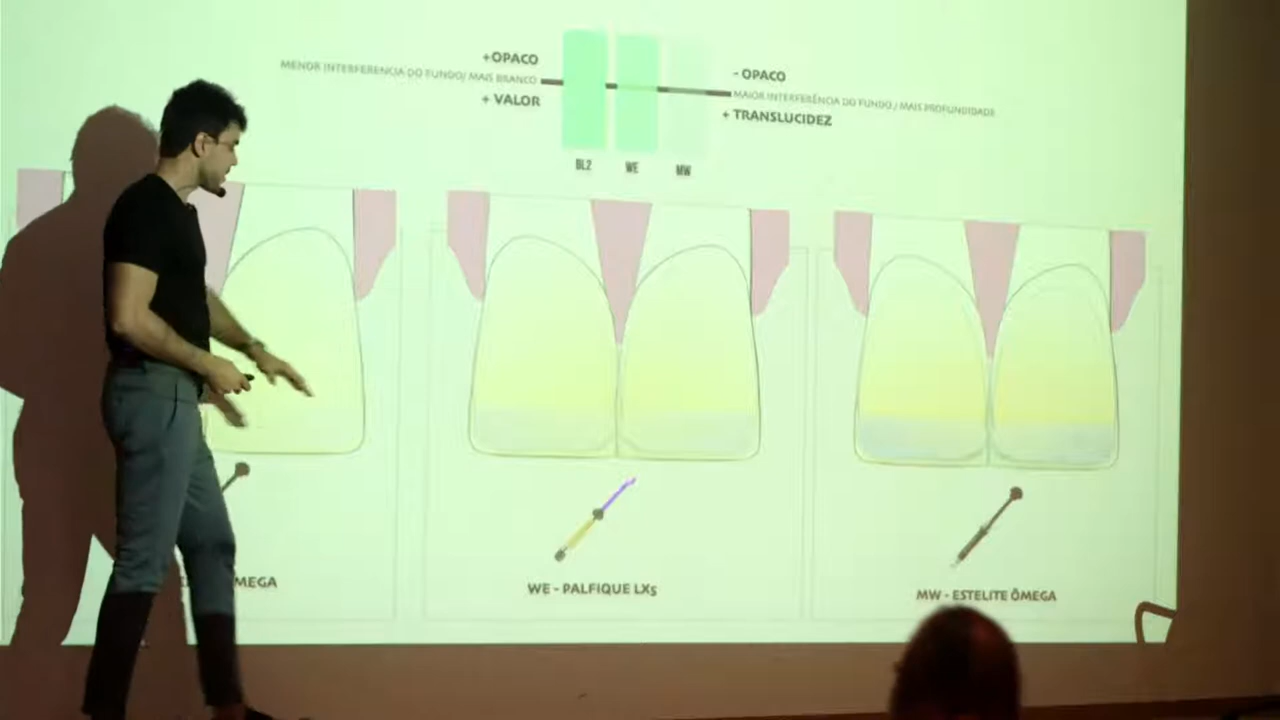 +OPACO
MENOR INTERFERENCIA DO FUNDO/ MAIS BRANCO
+ VALOR
- OPACO
MAIOR INTERFERÊNCIA DO FUNDO / MAIS PROFUNDIDADE
+ TRANSLUCIDEZ
BL2 WE MW
MEGA
WE - PALFIQUE LX5
MW - ESTELITE ÔMEGA